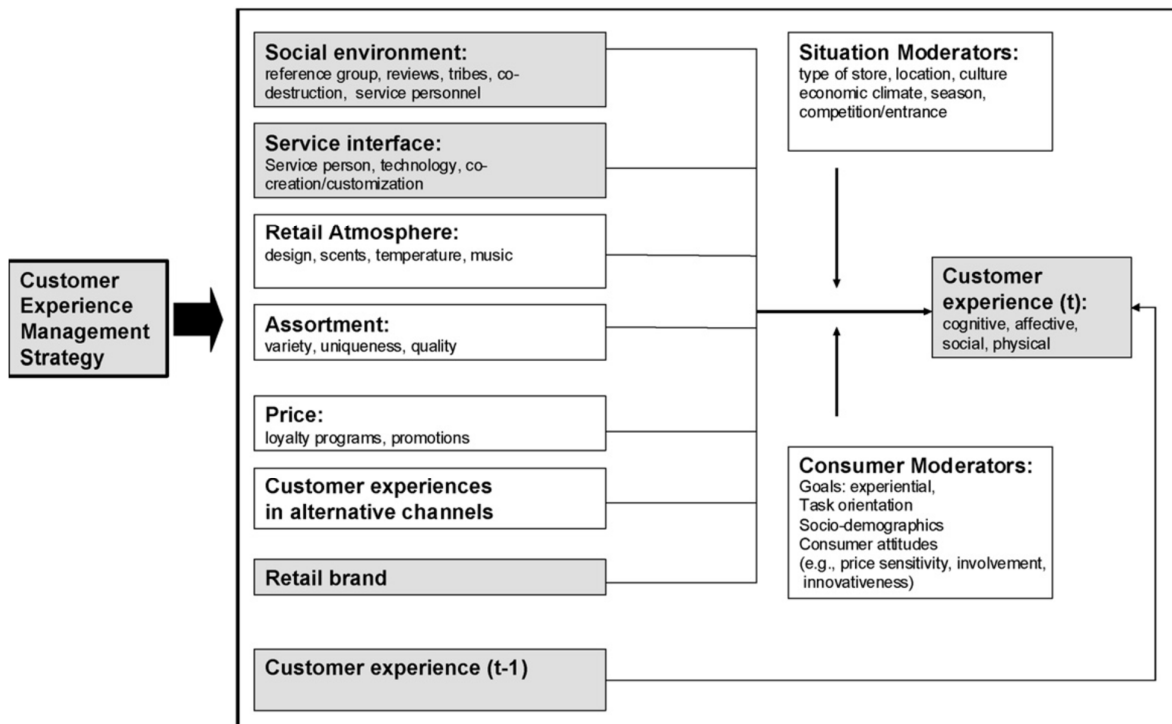 Customer
Experience
Management
Strategy
Social environment:
reference group, reviews, tribes, co-
destruction, service personnel
Service interface:
Service person, technology, co-
creation/customization
Retail Atmosphere:
design, scents, temperature, music
Assortment:
variety, uniqueness, quality
Price:
loyalty programs, promotions
Customer experiences
in alternative channels
Retail brand
Customer experience (t-1)
Situation Moderators:
type of store, location, culture
economic climate, season,
competition/entrance
Customer
experience (t):
cognitive, affective,
social, physical
Consumer Moderators:
Goals: experiential,
Task orientation
Socio-demographics
Consumer attitudes
(e.g., price sensitivity, involvement,
innovativeness)